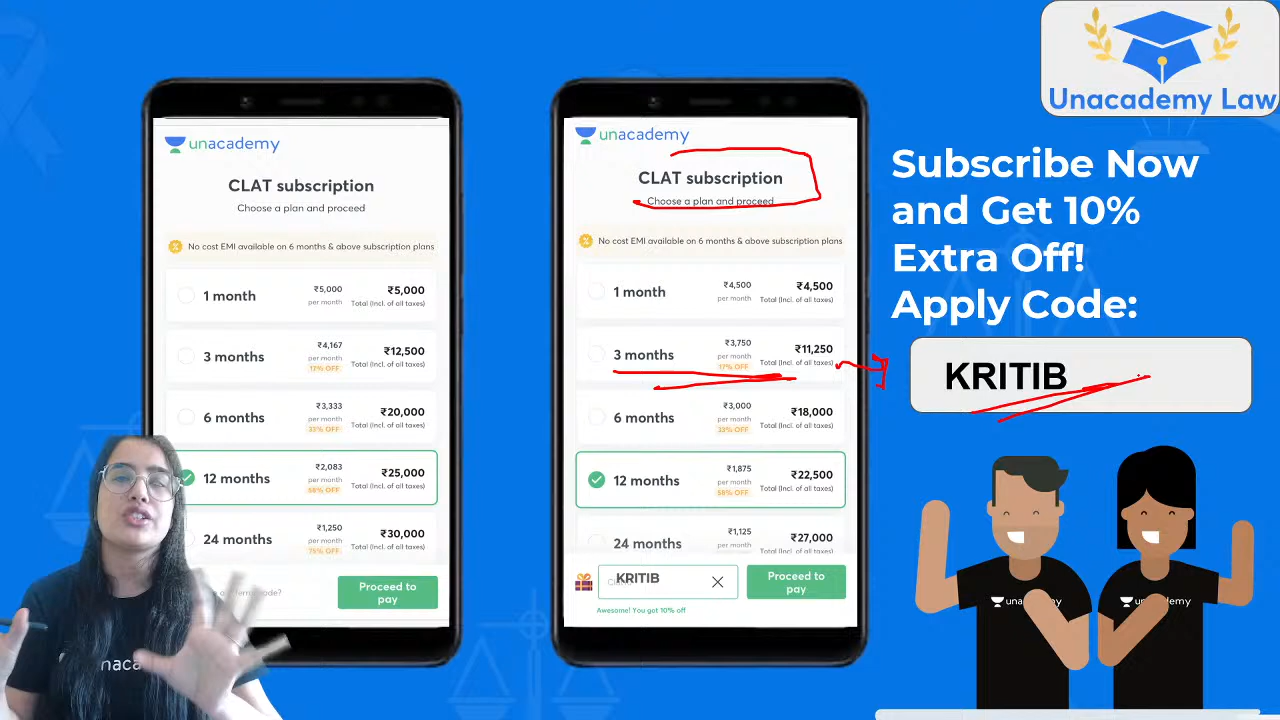 Unacademy Law
unacademy
CLAT subscription
Choose a plan and proceed
No cost EMI available on 6 months & above subscription plans
1 month
₹5,000
per month
₹5,000
Total (Incl. of all taxes)
3 months
₹4,167
per month
17% OFF
₹12,500
Total (Incl. of all taxes)
6 months
₹3,333
per month
33% OFF
₹20,000
Total (Incl. of all taxes)
12 months
₹2,083
per month
58% OFF
₹25,000
Total (Incl. of all taxes)
24 months
₹1,250
per month
75% OFF
₹30,000
Total (Incl. of all taxes)
code?
Proceed to
pay
unacademy
CLAT subscription
Choose a plan and proceed
No cost EMI available on 6 months & above subscription plans
1 month
₹4,500
per month
₹4,500
Total (Incl. of all taxes)
3 months
₹3,750
per month
17% OFF
₹11,250
Total (Incl. of all taxes)
6 months
₹3,000
per month
33% OFF
₹18,000
Total (Incl. of all taxes)
12 months
₹1,875
per month
58% OFF
₹22,500
Total (Incl. of all taxes)
24 months
₹1,125
per month
₹27,000
Total (Incl. of all taxes)
KRITIB
Awesome! You get 10% off
Proceed to
pay
Subscribe Now
and Get 10%
Extra Off!
Apply Code:
KRITIB